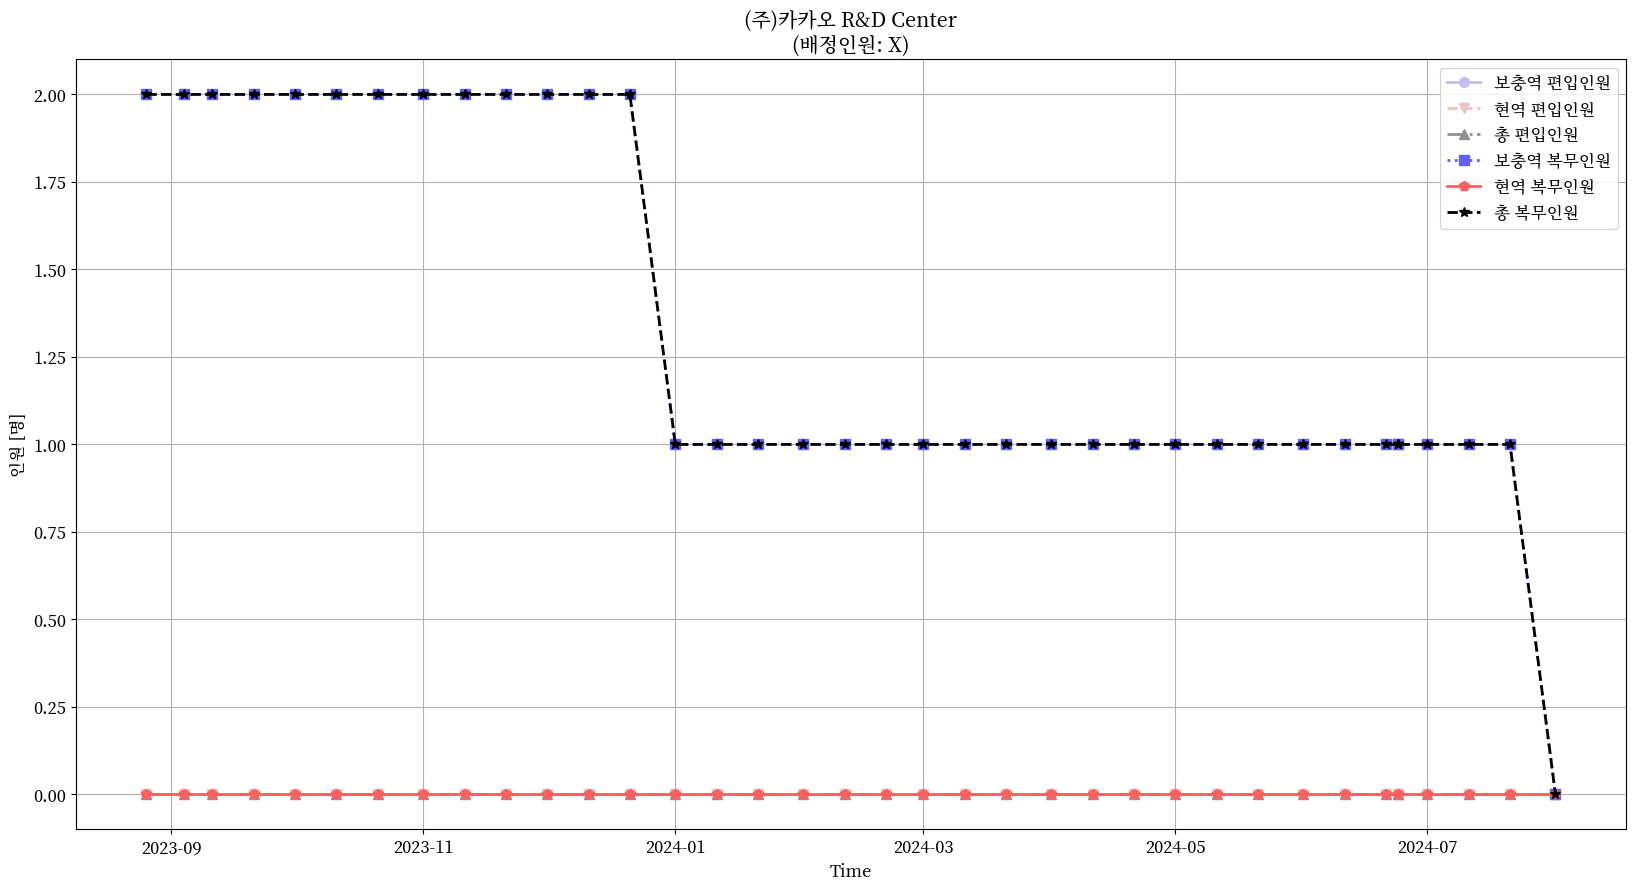 (주)카카오 R&D Center
(배정인원: X)
보충역 편입인원
현역 편입인원
총 편입인원
보충역 복무인원
현역 복무인원
총 복무인원
인원 [명]
2.00
1.75
1.50
1.25
1.00
0.75
0.50
0.25
0.00
2023-09
2023-11
2024-01
2024-03
2024-05
2024-07
Time